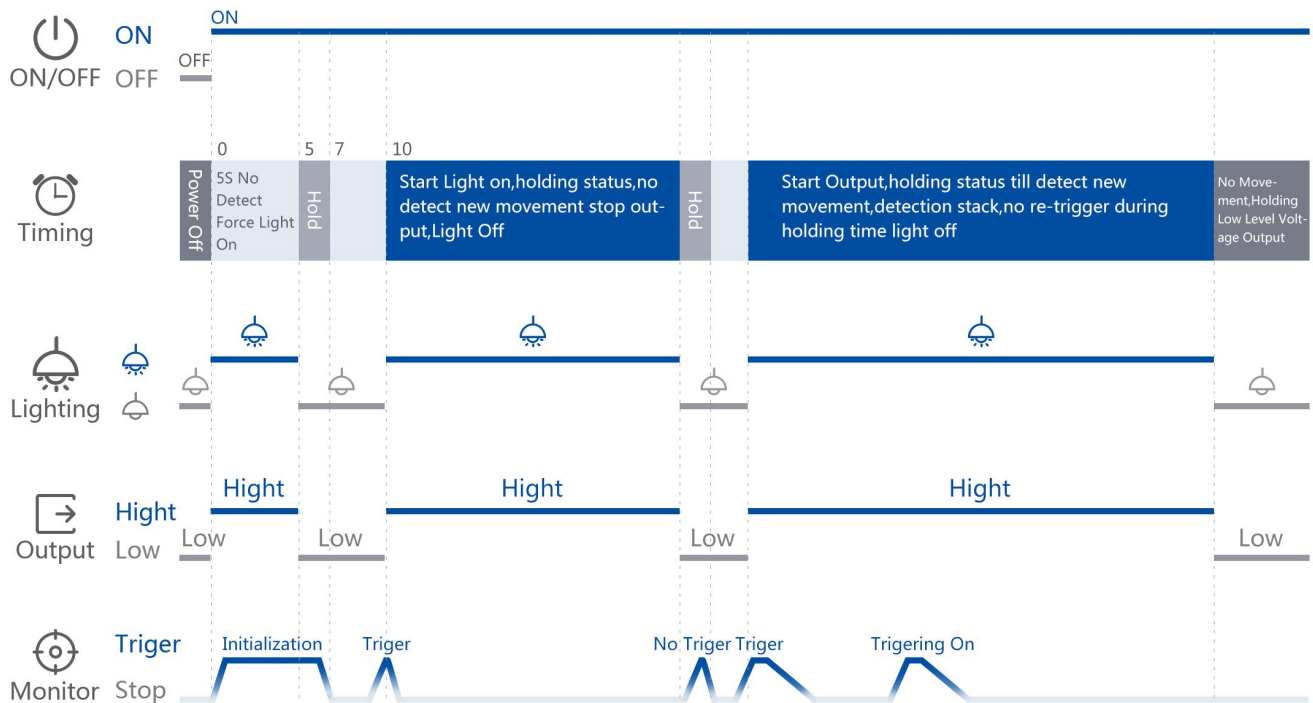 ON
ON
ON/OFF OFF OFF
0 5 7 10
Timing
Power Off
5S No
Detect
Force Light
On
Hold
Start Light on,holding status,no
detect new movement stop out-
put,Light Off
Hold
Start Output,holding status till detect new
movement,detection stack,no re-trigger during
holding time light off
No Move-
ment,Holding
Low Level Volt-
age Output
Lighting
Hight Hight Hight
Hight
Output Low Low Low Low Low
Triger Initialization Triger No Triger Triger Trigering On
Monitor Stop